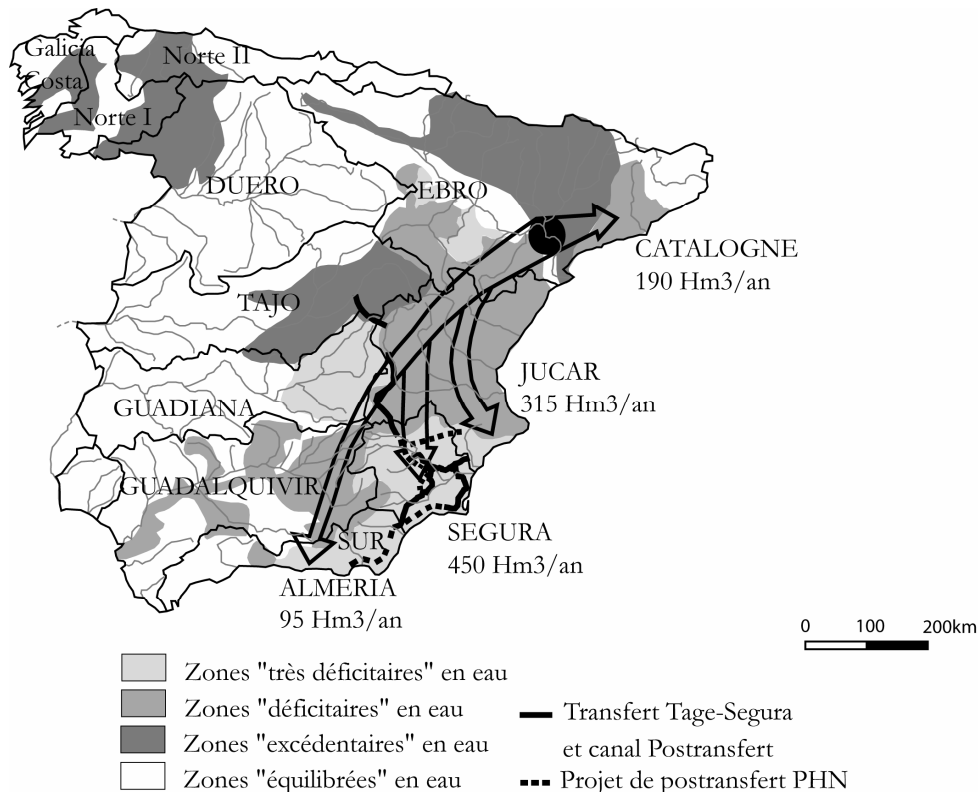 Galicia
Costa
Norte II
Norte I
DUERO
EBRO
CATALOGNE
190 Hm3/an
TAJO
JUCAR
315 Hm3/an
GUADIANA
GUADALQUIVIR
SUR
SEGURA
450 Hm3/an
ALMERIA
95 Hm3/an
0 100 200km
Zones "très déficitaires" en eau
Zones "déficitaires" en eau
Zones "excédentaires" en eau
Zones "équilibrées" en eau
Transfert Tage-Segura
et canal Postransfert
Projet de postransfert PHN